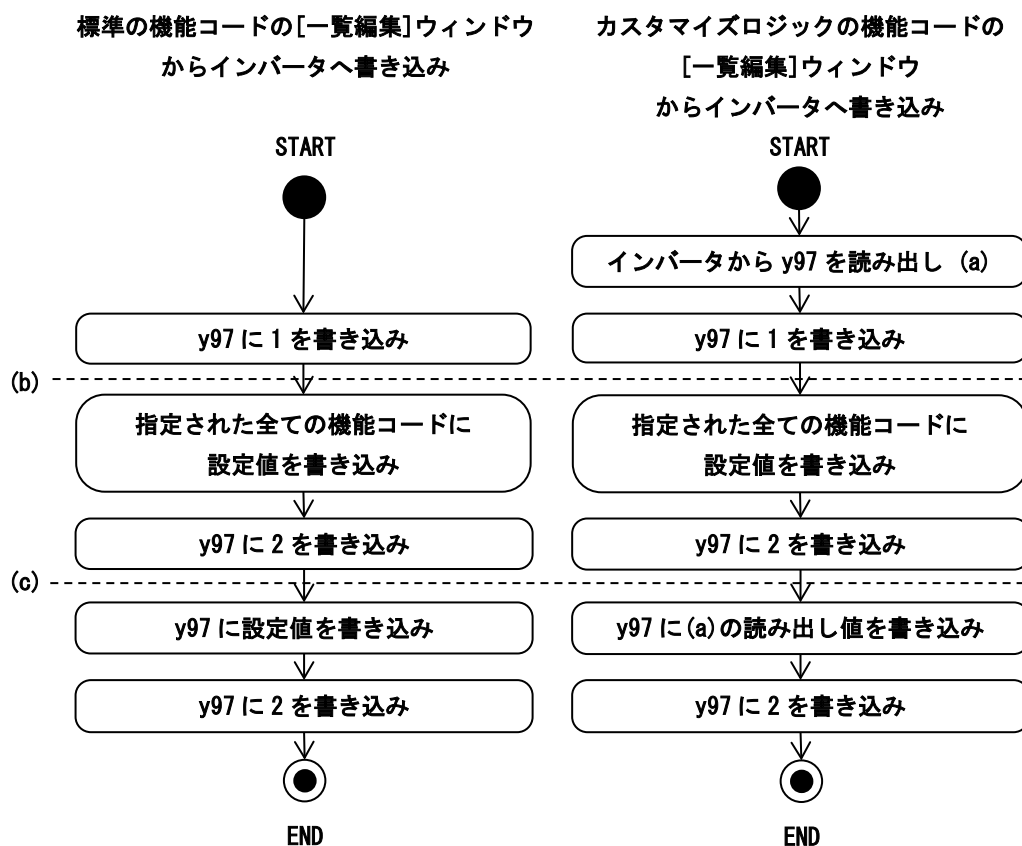 標準の機能コードの[一覧編集]ウィンドウ
からインバータへ書き込み
START
y97 に 1 を書き込み
(b)
指定された全ての機能コードに
設定値を書き込み
y97 に 2 を書き込み
(c)
y97 に設定値を書き込み
y97 に 2 を書き込み
END
カスタマイズロジックの機能コードの
[一覧編集]ウィンドウ
からインバータへ書き込み
START
インバータから y97 を読み出し (a)
y97 に 1 を書き込み
指定された全ての機能コードに
設定値を書き込み
y97 に 2 を書き込み
y97 に(a)の読み出し値を書き込み
y97 に 2 を書き込み
END